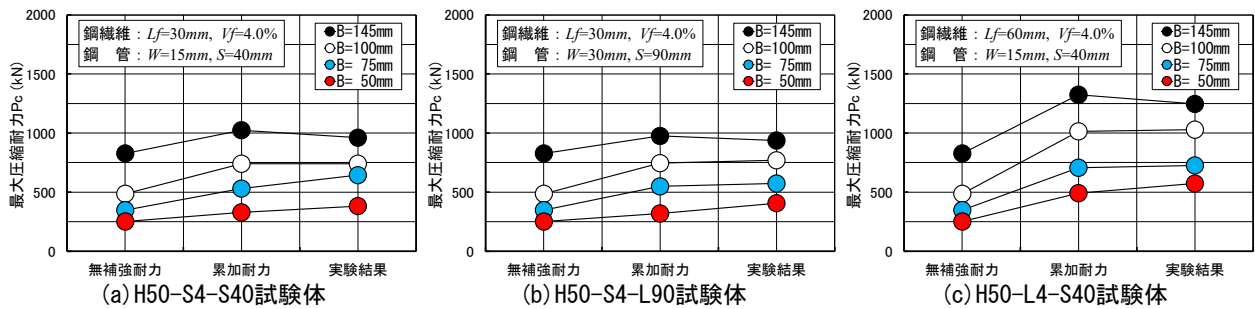 最大圧縮耐力Pc (kN)
2000
1500
1000
500
0
鋼繊維：Lf=30mm, Vf=4.0%
鋼　管：W=15mm, S=40mm
B=145mm
B=100mm
B= 75mm
B= 50mm
無補強耐力
累加耐力
実験結果
(a)H50-S4-S40試験体
最大圧縮耐力Pc (kN)
2000
1500
1000
500
0
鋼繊維：Lf=30mm, Vf=4.0%
鋼　管：W=30mm, S=90mm
B=145mm
B=100mm
B= 75mm
B= 50mm
無補強耐力
累加耐力
実験結果
(b)H50-S4-L90試験体
最大圧縮耐力Pc (kN)
2000
1500
1000
500
0
鋼繊維：Lf=60mm, Vf=4.0%
鋼　管：W=15mm, S=40mm
B=145mm
B=100mm
B= 75mm
B= 50mm
無補強耐力
累加耐力
実験結果
(c)H50-L4-S40試験体